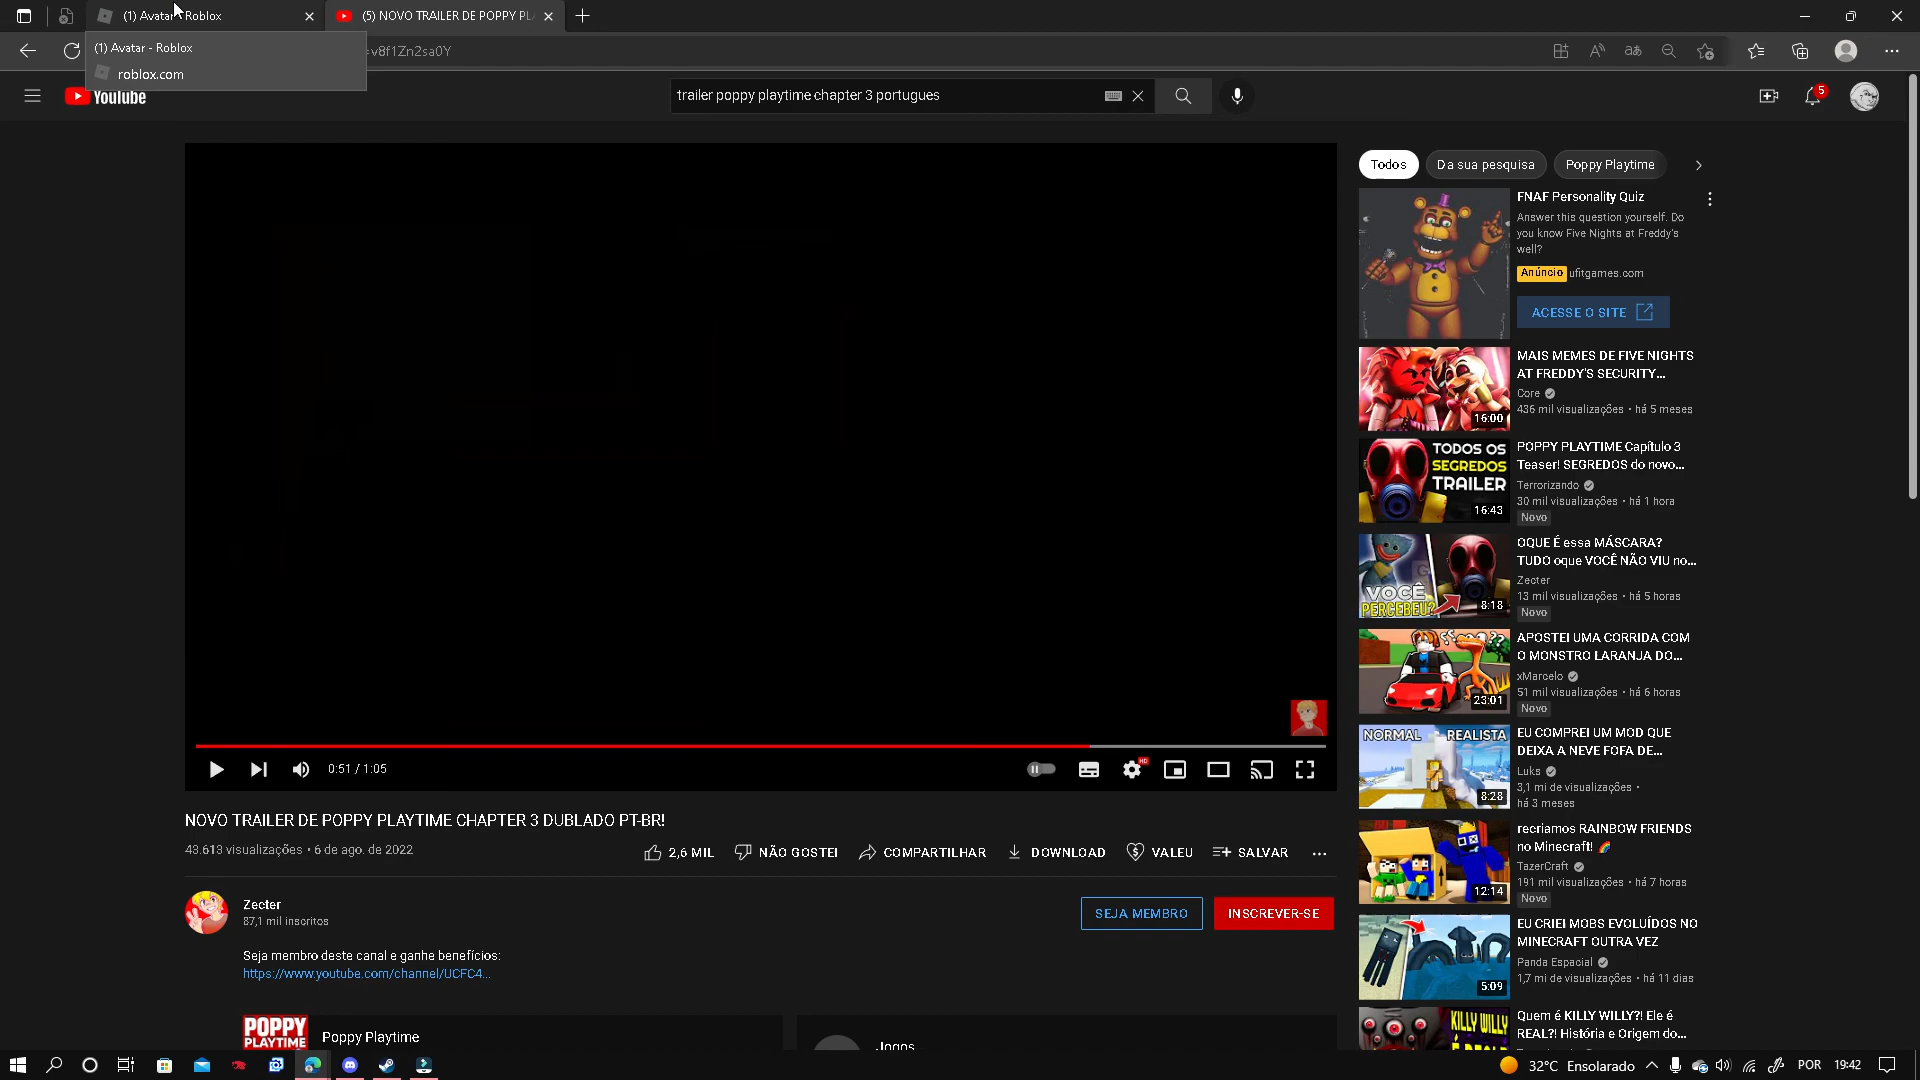 (1) Avatar - Roblox
(5) NOVO TRAILER DE POPPY PL
(1) Avatar - Roblox
roblox.com
=v8f1Zn2sa0Y
YouTube
trailer poppy playtime chapter 3 portugues
5
Todos
Da sua pesquisa
Poppy Playtime
FNAF Personality Quiz
Answer this question yourself. Do
you know Five Nights at Freddy's
well?
Anúncio ufitgames.com
ACESSE O SITE
MAIS MEMES DE FIVE NIGHTS
AT FREDDY'S SECURITY...
Core
436 mil visualizações • há 5 meses
16:00
POPPY PLAYTIME Capítulo 3
Teaser! SEGREDOS do novo...
Terrorizando
30 mil visualizações • há 1 hora
Novo
TODOS OS
SEGREDOS
TRAILER
16:43
OQUE É essa MÁSCARA?
TUDO oque VOCÊ NÃO VIU no...
Zecter
13 mil visualizações • há 5 horas
Novo
VOCÊ
PERCEBEU?
8:18
APOSTEI UMA CORRIDA COM
O MONSTRO LARANJA DO...
xMarcelo
51 mil visualizações • há 6 horas
Novo
23:01
EU COMPREI UM MOD QUE
DEIXA A NEVE FOFA DE...
Luks
3,1 mi de visualizações •
há 3 meses
NORMAL
REALISTA
8:28
recriamos RAINBOW FRIENDS
no Minecraft! 🌈
TazerCraft
191 mil visualizações • há 7 horas
Novo
12:14
EU CRIEI MOBS EVOLUÍDOS NO
MINECRAFT OUTRA VEZ
Panda Espacial
1,7 mi de visualizações • há 11 dias
5:09
Quem é KILLY WILLY?! Ele é
REAL?! História e Origem do...
KILLY WILLY
0:51 / 1:05
HD
NOVO TRAILER DE POPPY PLAYTIME CHAPTER 3 DUBLADO PT-BR!
43.613 visualizações • 6 de ago. de 2022
2,6 MIL
NÃO GOSTEI
COMPARTILHAR
DOWNLOAD
VALEU
SALVAR
Zecter
87,1 mil inscritos
SEJA MEMBRO
INSCREVER-SE
Seja membro deste canal e ganhe benefícios:
https://www.youtube.com/channel/UCFC4...
POPPY
PLAYTIME
Poppy Playtime
Jogos
32°C Ensolarado
POR
19:42